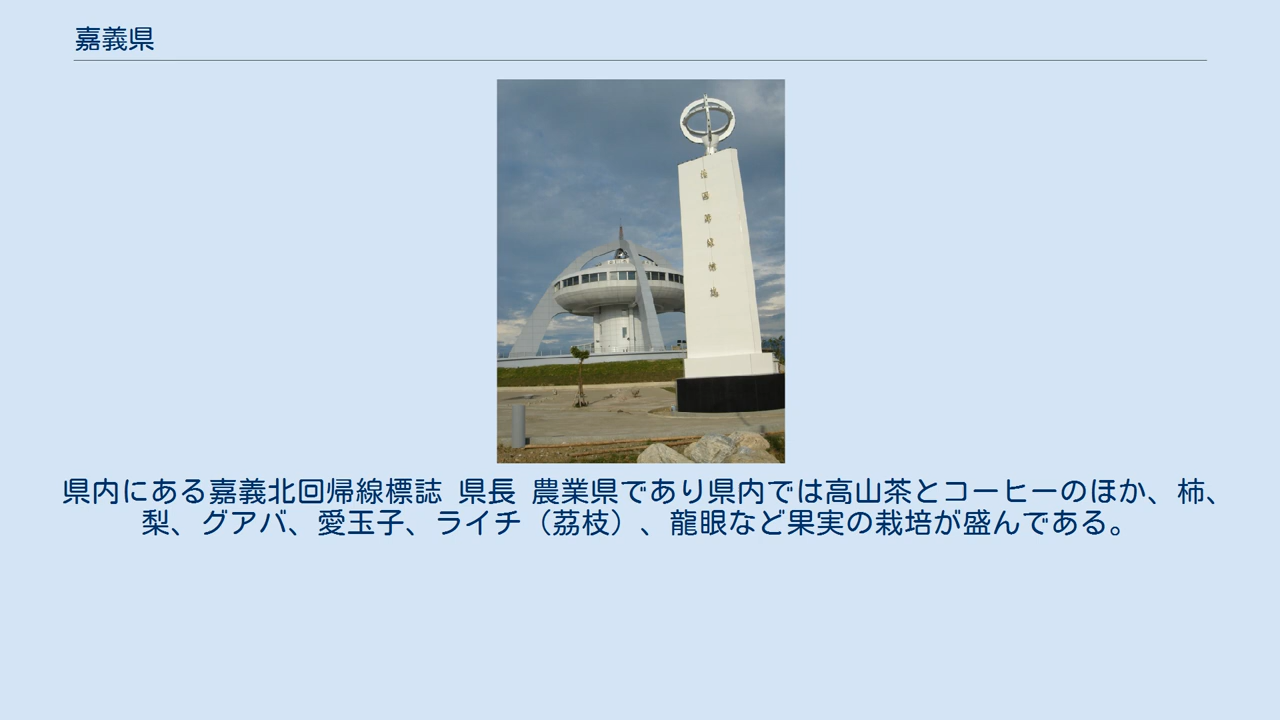 嘉義県
県内にある嘉義北回帰線標誌 県長 農業県であり県内では高山茶とコーヒーのほか、柿、
梨、グアバ、愛玉子、ライチ（茘枝）、龍眼など果実の栽培が盛んである。